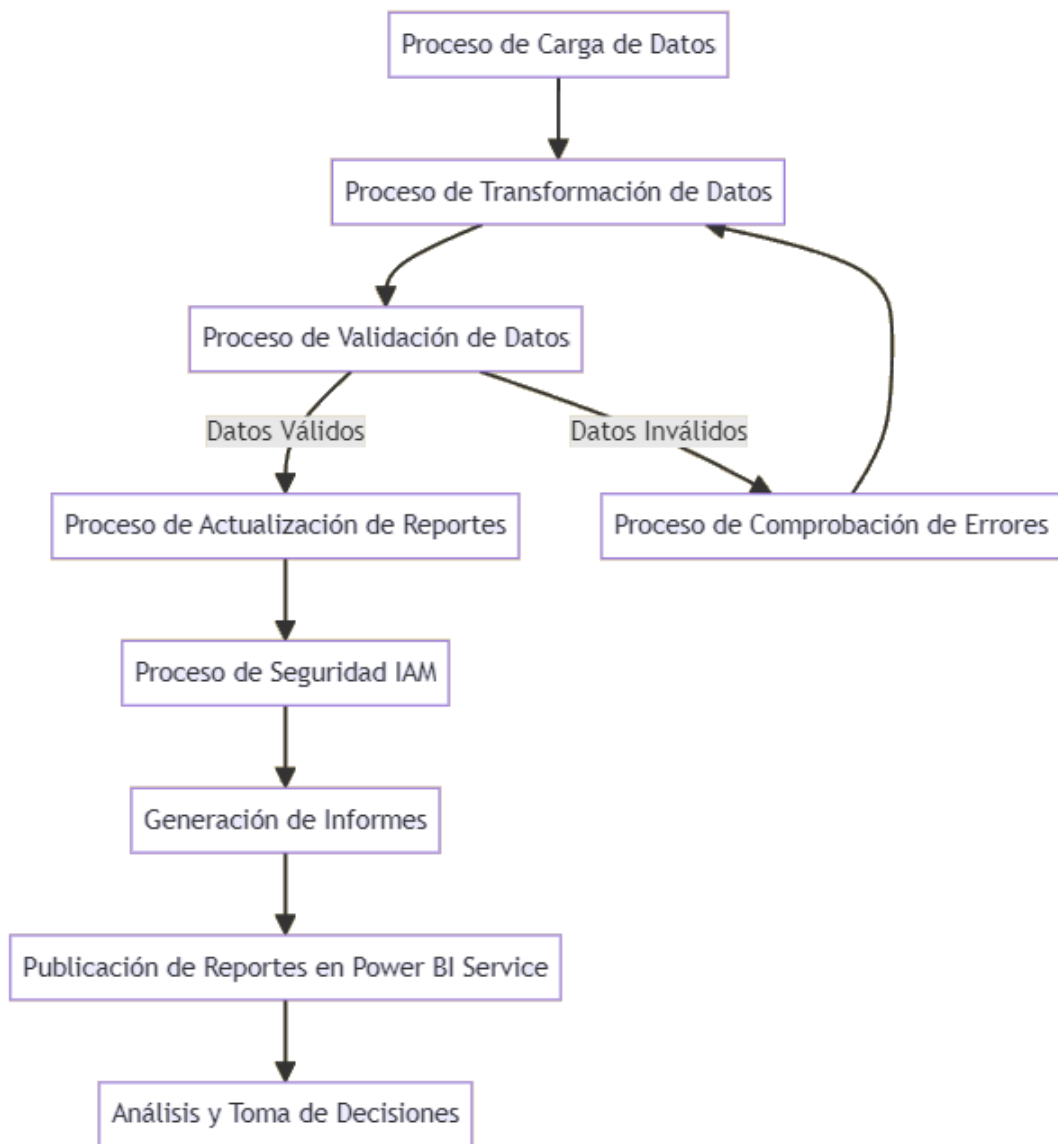 Proceso de Carga de Datos
Proceso de Transformación de Datos
Proceso de Validación de Datos
Datos Válidos
Datos Inválidos
Proceso de Actualización de Reportes
Proceso de Comprobación de Errores
Proceso de Seguridad IAM
Generación de Informes
Publicación de Reportes en Power BI Service
Análisis y Toma de Decisiones